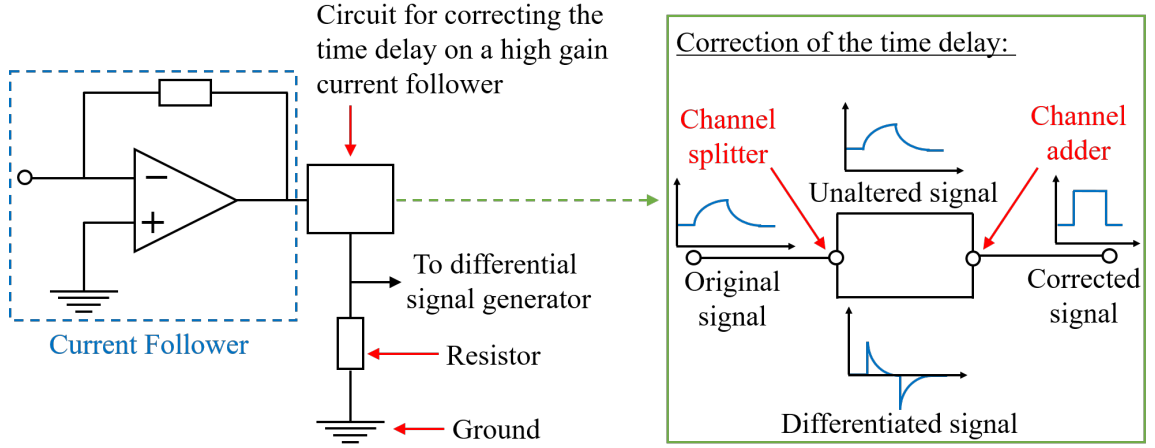 Circuit for correcting the
time delay on a high gain
current follower
−
+
Current Follower
To differential
signal generator
Resistor
Ground
Correction of the time delay:
Channel
splitter
Channel
adder
Unaltered signal
Original
signal
Corrected
signal
Differentiated signal